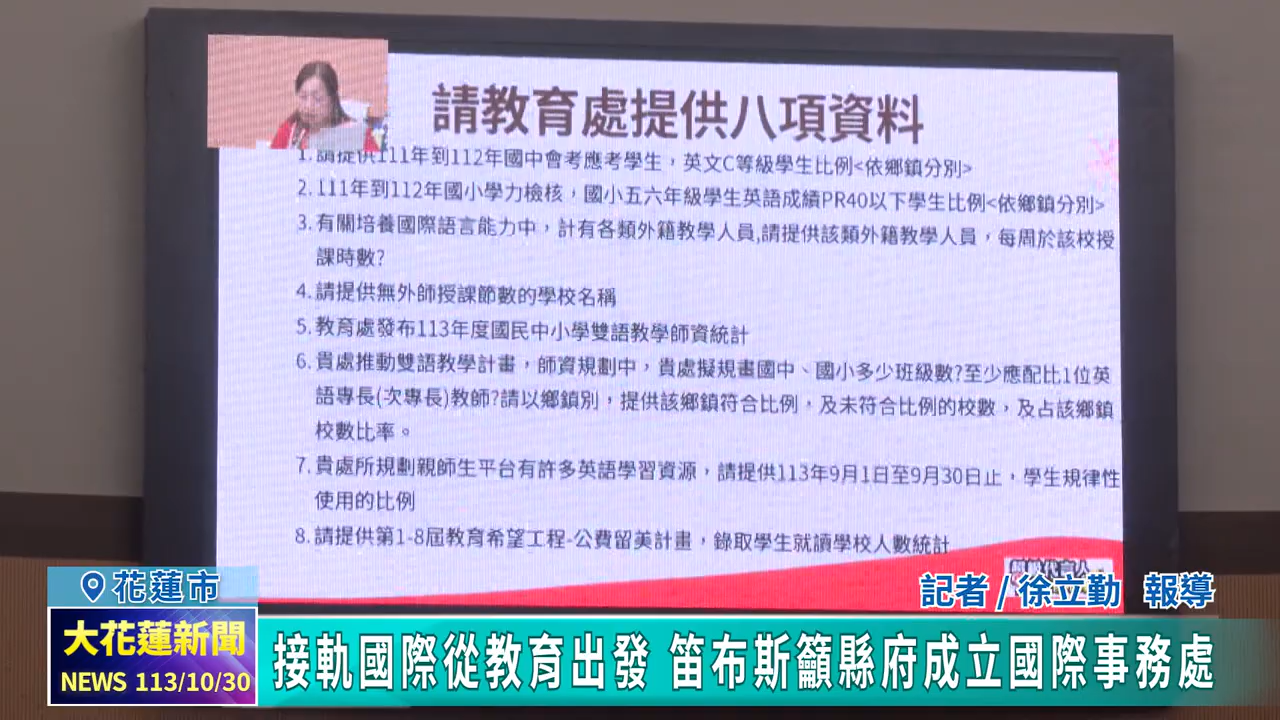 請教育處提供八項資料
1. 請提供111年到112年國中會考應考學生，英文C等級學生比例<依鄉鎮分別>
2. 111年到112年國小學力檢核，國小五六年級學生英語成績PR40以下學生比例<依鄉鎮分別>
3. 有關培養國際語言能力中，計有各類外籍教學人員,請提供該類外籍教學人員，每周於該校授
課時數?
4. 請提供無外師授課節數的學校名稱
5. 教育處發布113年度國民中小學雙語教學師資統計
6. 貴處推動雙語教學計畫，師資規劃中，貴處擬規畫國中、國小多少班級數?至少應配比1位英
語專長(次專長)教師?請以鄉鎮別，提供該鄉鎮符合比例，及未符合比例的校數，及占該鄉鎮
校數比率。
7. 貴處所規劃親師生平台有許多英語學習資源，請提供113年9月1日至9月30日止，學生規律性
使用的比例
8. 請提供第1-8屆教育希望工程-公費留美計畫，錄取學生就讀學校人數統計
代言人
花蓮市
記者/徐立勤 報導
大花蓮新聞
NEWS 113/10/30
接軌國際從教育出發 笛布斯籲縣府成立國際事務處